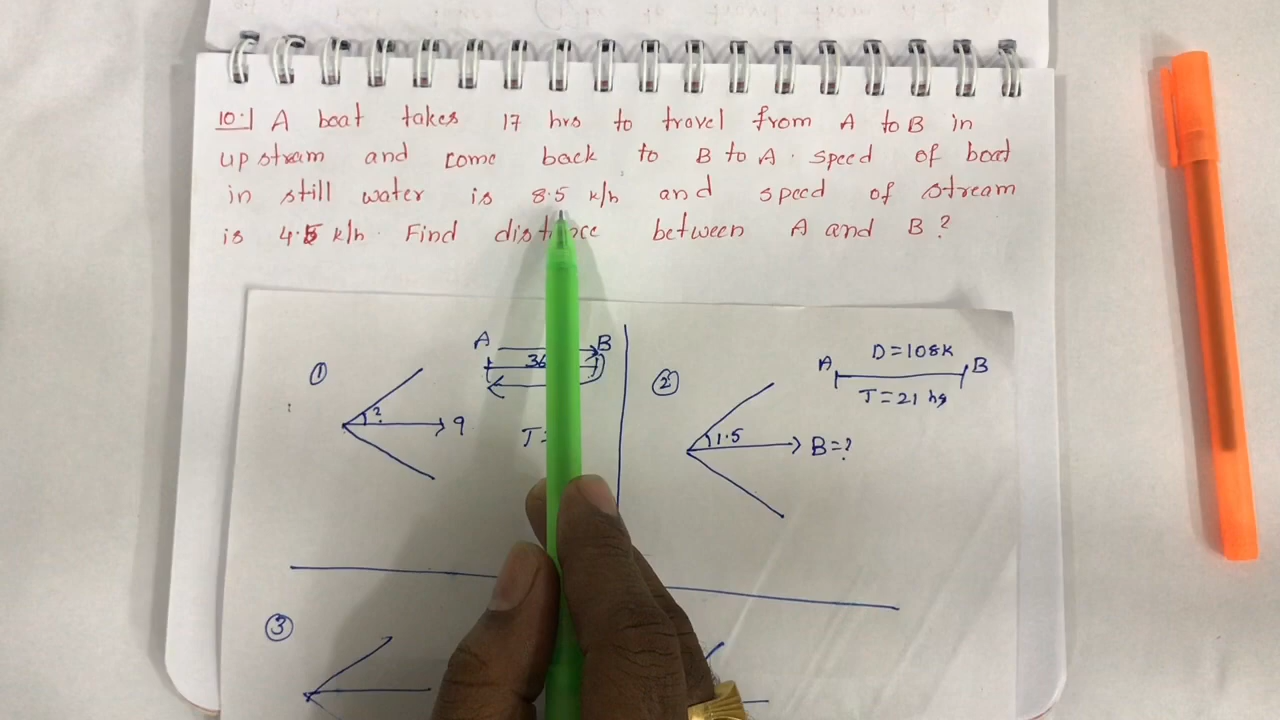 10.] A boat takes 17 hrs to travel from A to B in
upstream and come back to B to A. speed of boat
in still water is 8.5 k/h and speed of stream
is 4.5 k/h. Find distance between A and B?
①
?
9
A B
36
T=
②
1.5
B=?
A D=108K B
T=21 hs
③